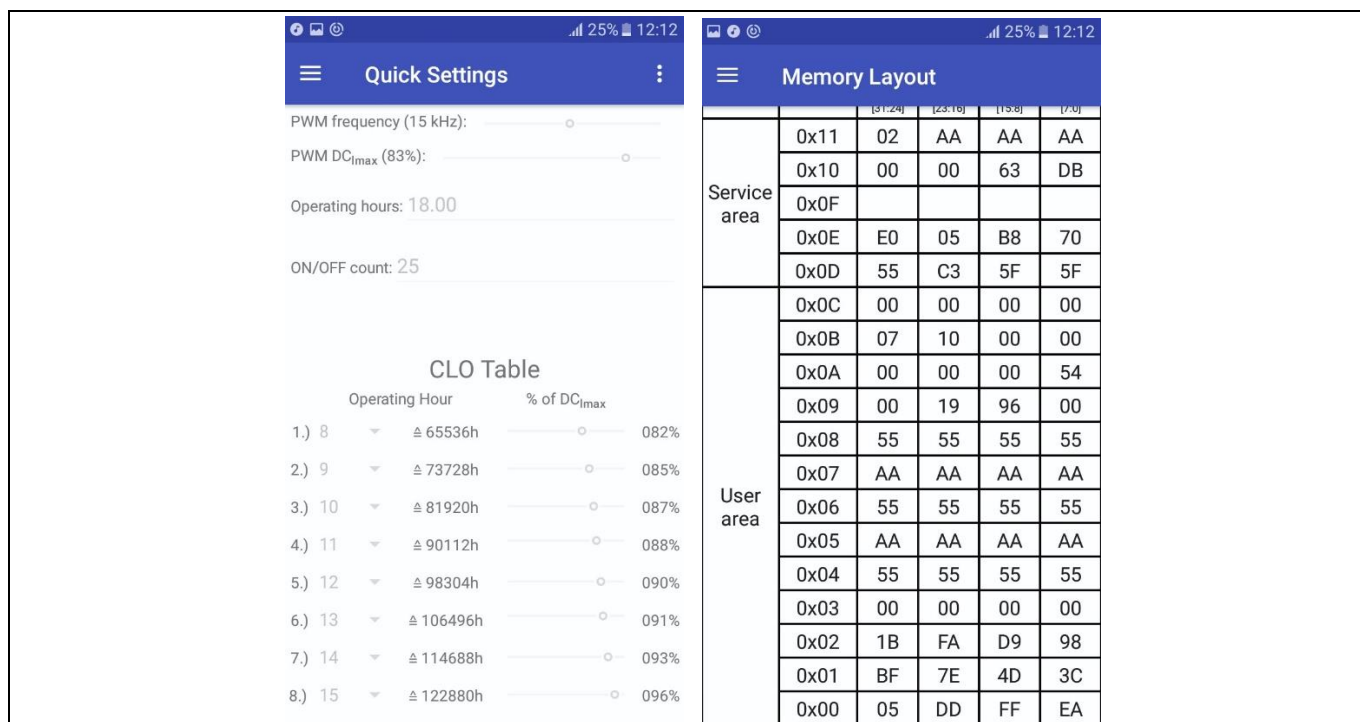 25% 12:12
Quick Settings
PWM frequency (15 kHz):
PWM DCImax (83%):
Operating hours: 18.00
ON/OFF count: 25
CLO Table
Operating Hour % of DCImax
1.) 8 ≙ 65536h 082%
2.) 9 ≙ 73728h 085%
3.) 10 ≙ 81920h 087%
4.) 11 ≙ 90112h 088%
5.) 12 ≙ 98304h 090%
6.) 13 ≙ 106496h 091%
7.) 14 ≙ 114688h 093%
8.) 15 ≙ 122880h 096%
25% 12:12
Memory Layout
[31:24] [23:16] [15:8] [7:0]
Service area
0x11 02 AA AA AA
0x10 00 00 63 DB
0x0F
0x0E E0 05 B8 70
0x0D 55 C3 5F 5F
User area
0x0C 00 00 00 00
0x0B 07 10 00 00
0x0A 00 00 00 54
0x09 00 19 96 00
0x08 55 55 55 55
0x07 AA AA AA AA
0x06 55 55 55 55
0x05 AA AA AA AA
0x04 55 55 55 55
0x03 00 00 00 00
0x02 1B FA D9 98
0x01 BF 7E 4D 3C
0x00 05 DD FF EA